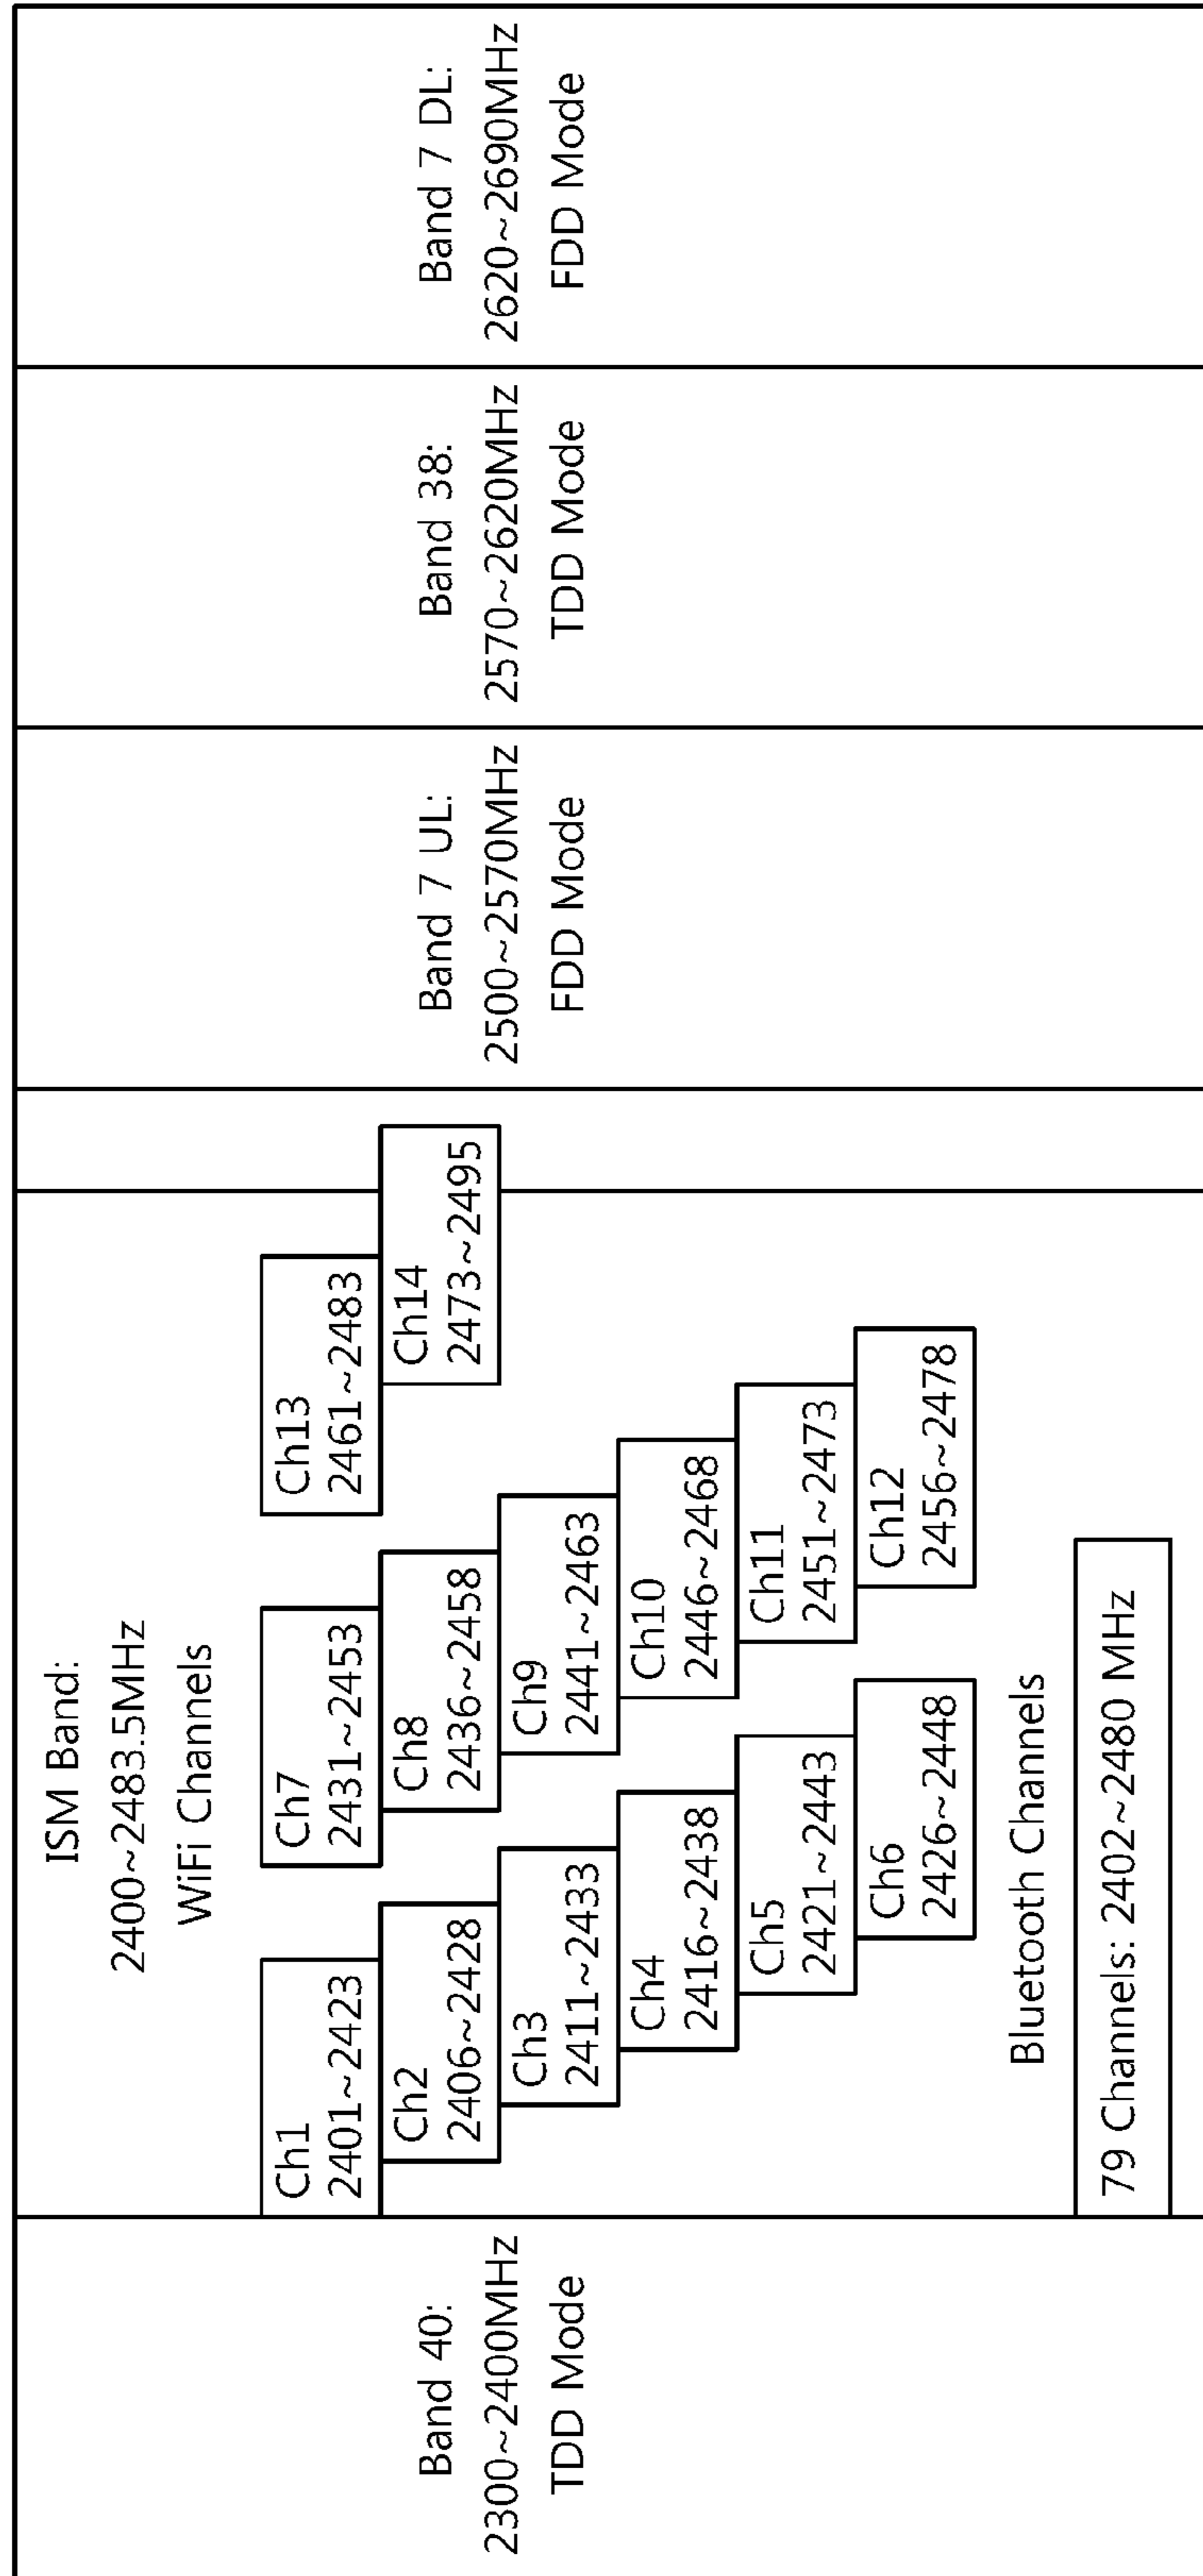 Band 40:
2300~2400MHz
TDD Mode
ISM Band:
2400~2483.5MHz
WiFi Channels
Ch1
2401~2423
Ch2
2406~2428
Ch3
2411~2433
Ch4
2416~2438
Ch5
2421~2443
Ch6
2426~2448
Ch7
2431~2453
Ch8
2436~2458
Ch9
2441~2463
Ch10
2446~2468
Ch11
2451~2473
Ch12
2456~2478
Ch13
2461~2483
Ch14
2473~2495
Bluetooth Channels
79 Channels: 2402~2480 MHz
Band 7 UL:
2500~2570MHz
FDD Mode
Band 38:
2570~2620MHz
TDD Mode
Band 7 DL:
2620~2690MHz
FDD Mode